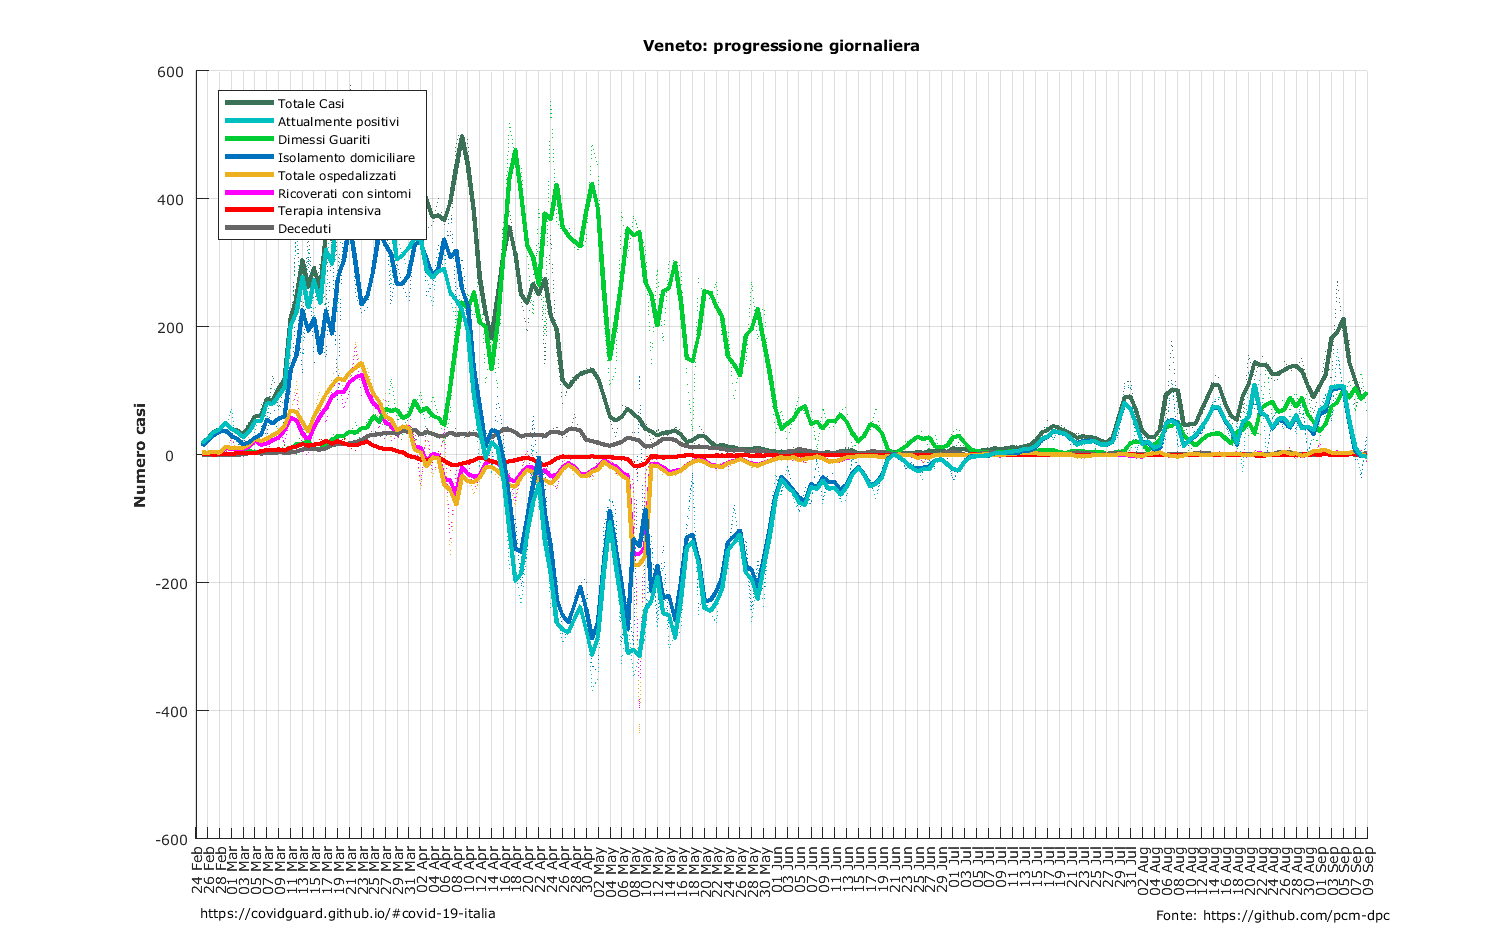 Veneto: progressione giornaliera
600
400
200
0
-200
-400
-600
Numero casi
Totale Casi
Attualmente positivi
Dimessi Guariti
Isolamento domiciliare
Totale ospedalizzati
Ricoverati con sintomi
Terapia intensiva
Deceduti
24 Feb
26 Feb
28 Feb
01 Mar
03 Mar
05 Mar
07 Mar
09 Mar
11 Mar
13 Mar
15 Mar
17 Mar
19 Mar
21 Mar
23 Mar
25 Mar
27 Mar
29 Mar
31 Mar
02 Apr
04 Apr
06 Apr
08 Apr
10 Apr
12 Apr
14 Apr
16 Apr
18 Apr
20 Apr
22 Apr
24 Apr
26 Apr
28 Apr
30 Apr
02 May
04 May
06 May
08 May
10 May
12 May
14 May
16 May
18 May
20 May
22 May
24 May
26 May
28 May
30 May
01 Jun
03 Jun
05 Jun
07 Jun
09 Jun
11 Jun
13 Jun
15 Jun
17 Jun
19 Jun
21 Jun
23 Jun
25 Jun
27 Jun
29 Jun
01 Jul
03 Jul
05 Jul
07 Jul
09 Jul
11 Jul
13 Jul
15 Jul
17 Jul
19 Jul
21 Jul
23 Jul
25 Jul
27 Jul
29 Jul
31 Jul
02 Aug
04 Aug
06 Aug
08 Aug
10 Aug
12 Aug
14 Aug
16 Aug
18 Aug
20 Aug
22 Aug
24 Aug
26 Aug
28 Aug
30 Aug
01 Sep
03 Sep
05 Sep
07 Sep
09 Sep
https://covidguard.github.io/#covid-19-italia
Fonte: https://github.com/pcm-dpc